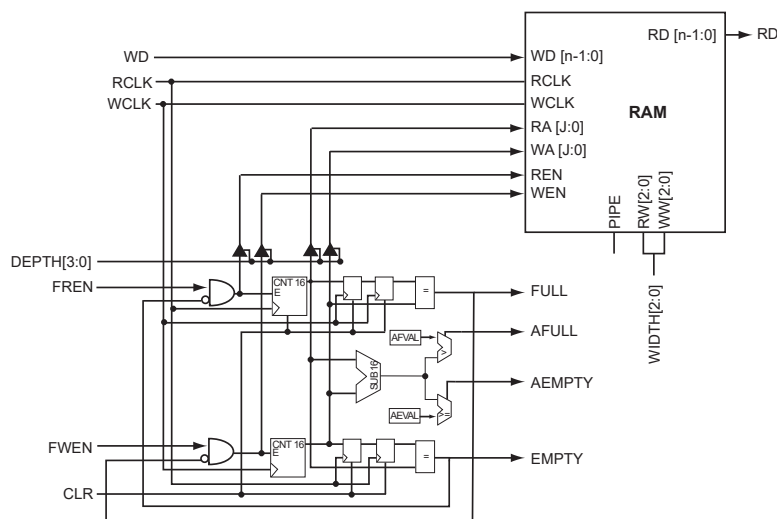 RD [n-1:0]
RD
WD
WD [n-1:0]
RCLK
RCLK
WCLK
WCLK
RAM
RA [J:0]
WA [J:0]
REN
WEN
PIPE
RW[2:0]
WW[2:0]
WIDTH[2:0]
DEPTH[3:0]
FREN
CNT 16
E
=
FULL
AFVAL
>
AFULL
SUB 16
AEMPTY
AEVAL
>=
FWEN
CNT 16
E
=
EMPTY
CLR